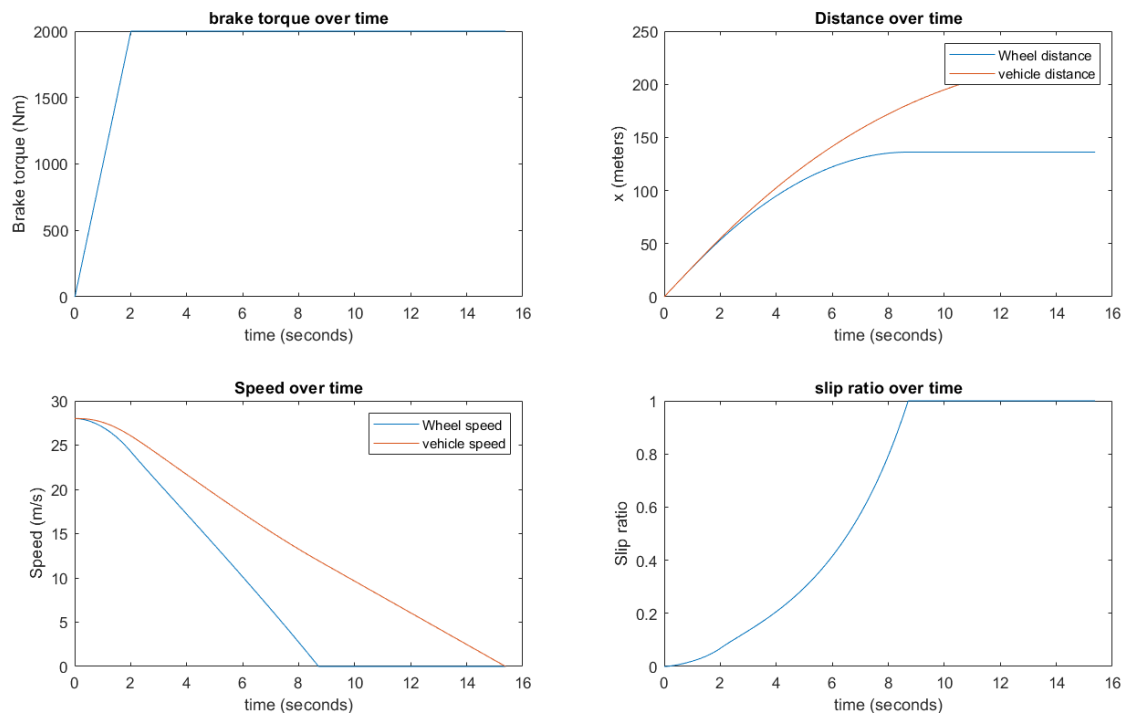 brake torque over time
2000
1500
1000
500
0
Brake torque (Nm)
0 2 4 6 8 10 12 14 16
time (seconds)
Distance over time
250
200
150
100
50
0
x (meters)
Wheel distance
vehicle distance
0 2 4 6 8 10 12 14 16
time (seconds)
Speed over time
30
25
20
15
10
5
0
Speed (m/s)
Wheel speed
vehicle speed
0 2 4 6 8 10 12 14 16
time (seconds)
slip ratio over time
1
0.8
0.6
0.4
0.2
0
Slip ratio
0 2 4 6 8 10 12 14 16
time (seconds)